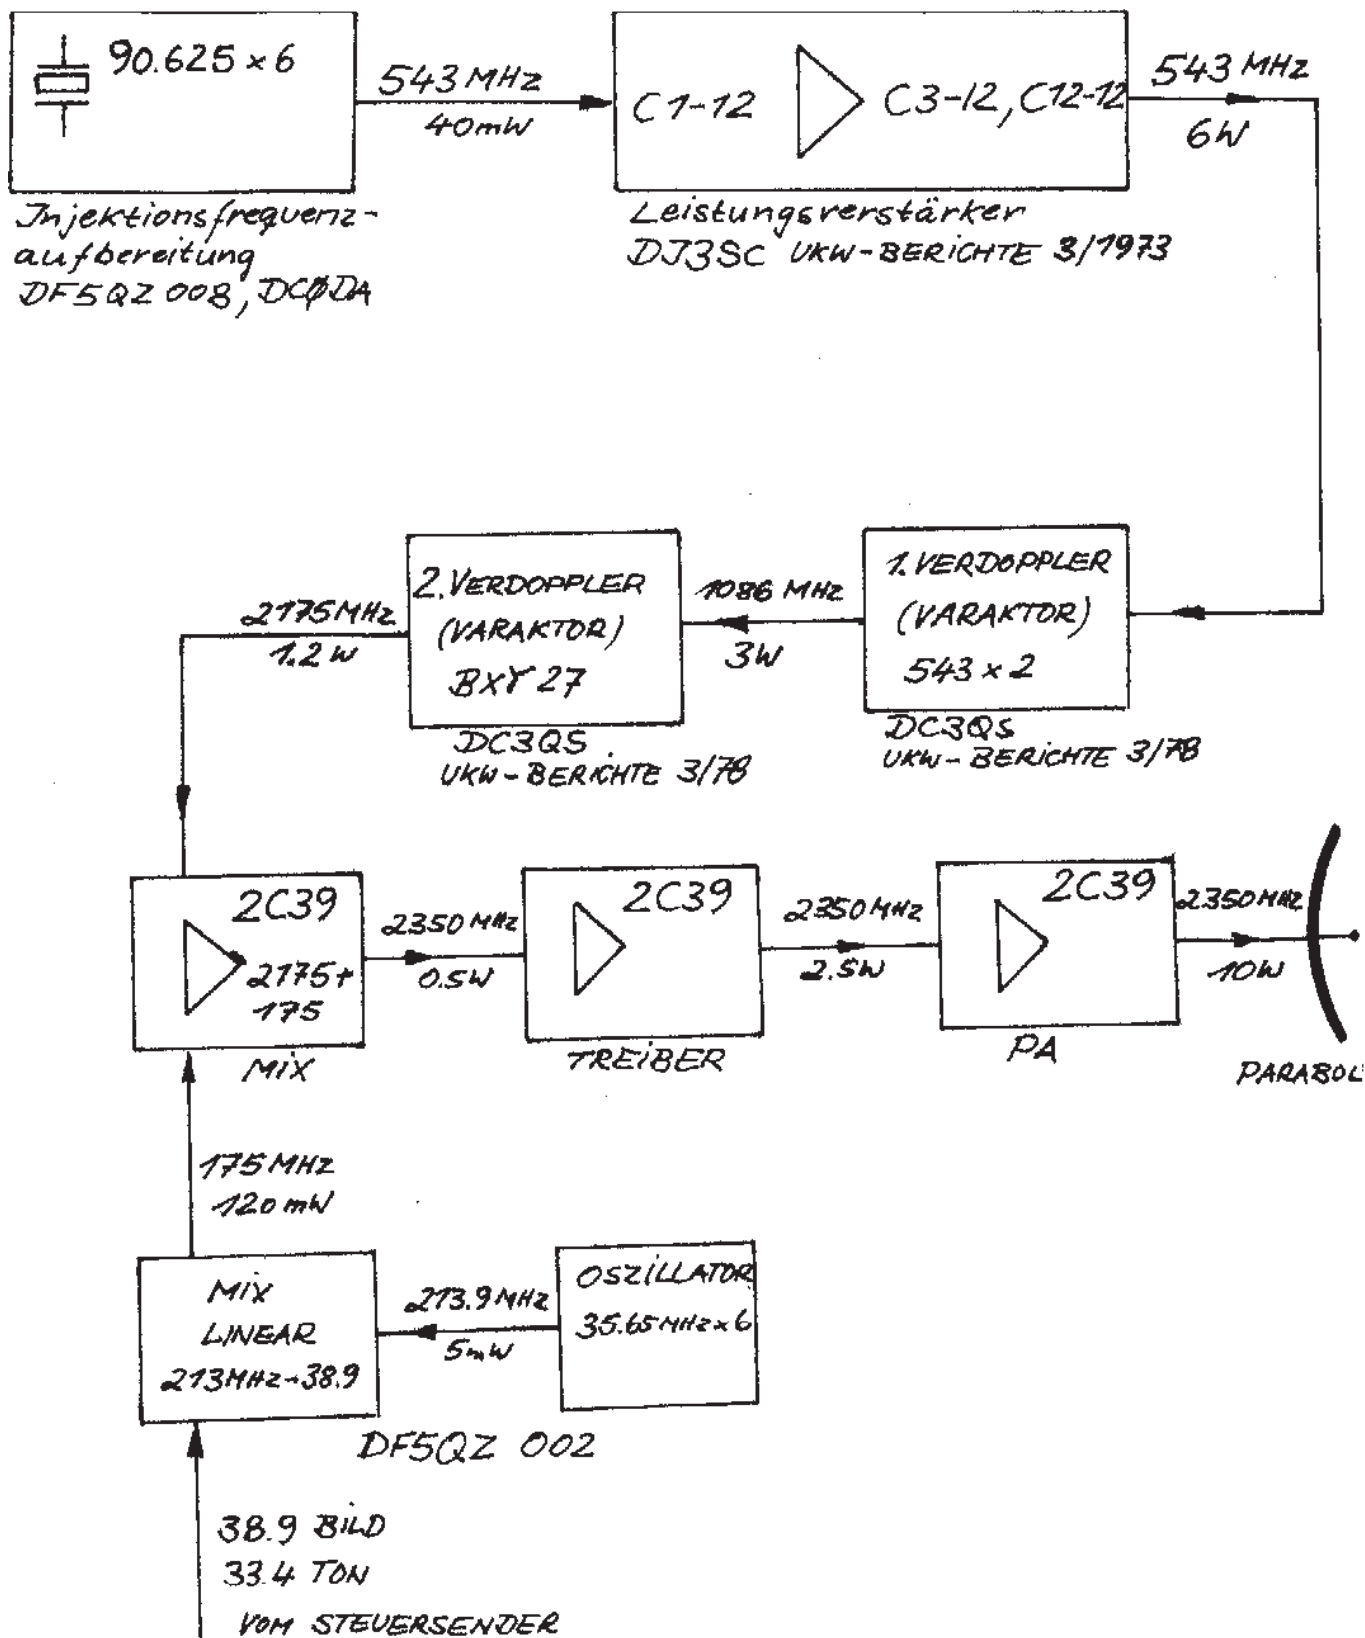 90.625 x 6
543 MHz
40mW
C1-12
C3-12, C12-12
543 MHz
6W
Injektionsfrequenz-
aufbereitung
DF5QZ 008, DCØDA
Leistungsverstärker
DJ3SC UKW-BERICHTE 3/1973
1. VERDOPPLER
(VARAKTOR)
543 x 2
DC3QS
UKW-BERICHTE 3/78
1086 MHz
3W
2. VERDOPPLER
(VARAKTOR)
BXY 27
DC3QS
UKW-BERICHTE 3/78
2175 MHz
1.2 W
2C39
2175+
175
MIX
2350 MHz
0.5W
2C39
TREIBER
2350 MHz
2.5W
2C39
PA
2350 MHz
10W
PARABOL
175 MHz
120 mW
MIX
LINEAR
213MHz-38.9
213.9 MHz
5mW
OSZILLATOR
35.65 MHz x 6
DF5QZ 002
38.9 BILD
33.4 TON
VOM STEUERSENDER